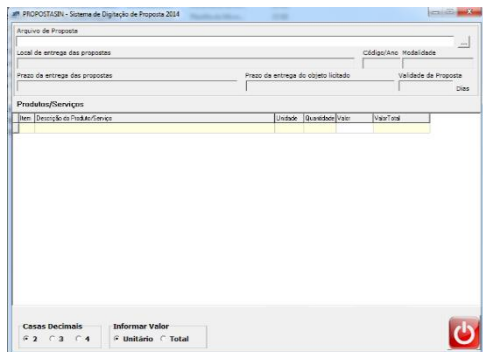 PROPOSTASIN - Sistema de Digitação de Proposta 2014
Arquivo de Proposta
...
Local de entrega das propostas Código/Ano Modalidade
Prazo da entrega das propostas Prazo da entrega do objeto licitado Validade da Proposta
Dias
Produtos/Serviços
Item Descrição do Produto/Serviço Unidade Quantidade Valor ValorTotal
Casas Decimais Informar Valor
2 3 4 Unitário Total